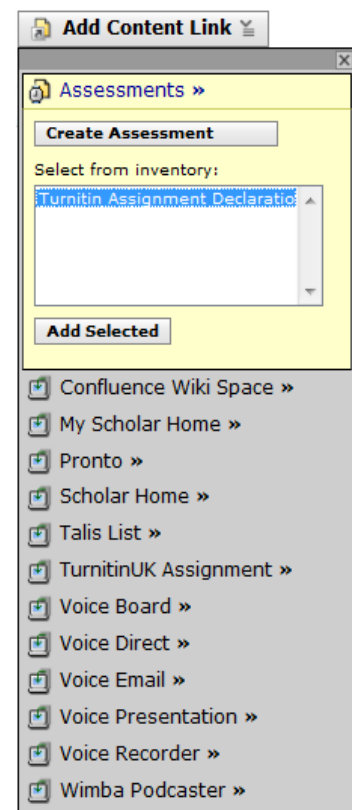 Add Content Link
Assessments »
Create Assessment
Select from inventory:
Turnitin Assignment Declaratio
Add Selected
Confluence Wiki Space »
My Scholar Home »
Pronto »
Scholar Home »
Talis List »
TurnitinUK Assignment »
Voice Board »
Voice Direct »
Voice Email »
Voice Presentation »
Voice Recorder »
Wimba Podcaster »